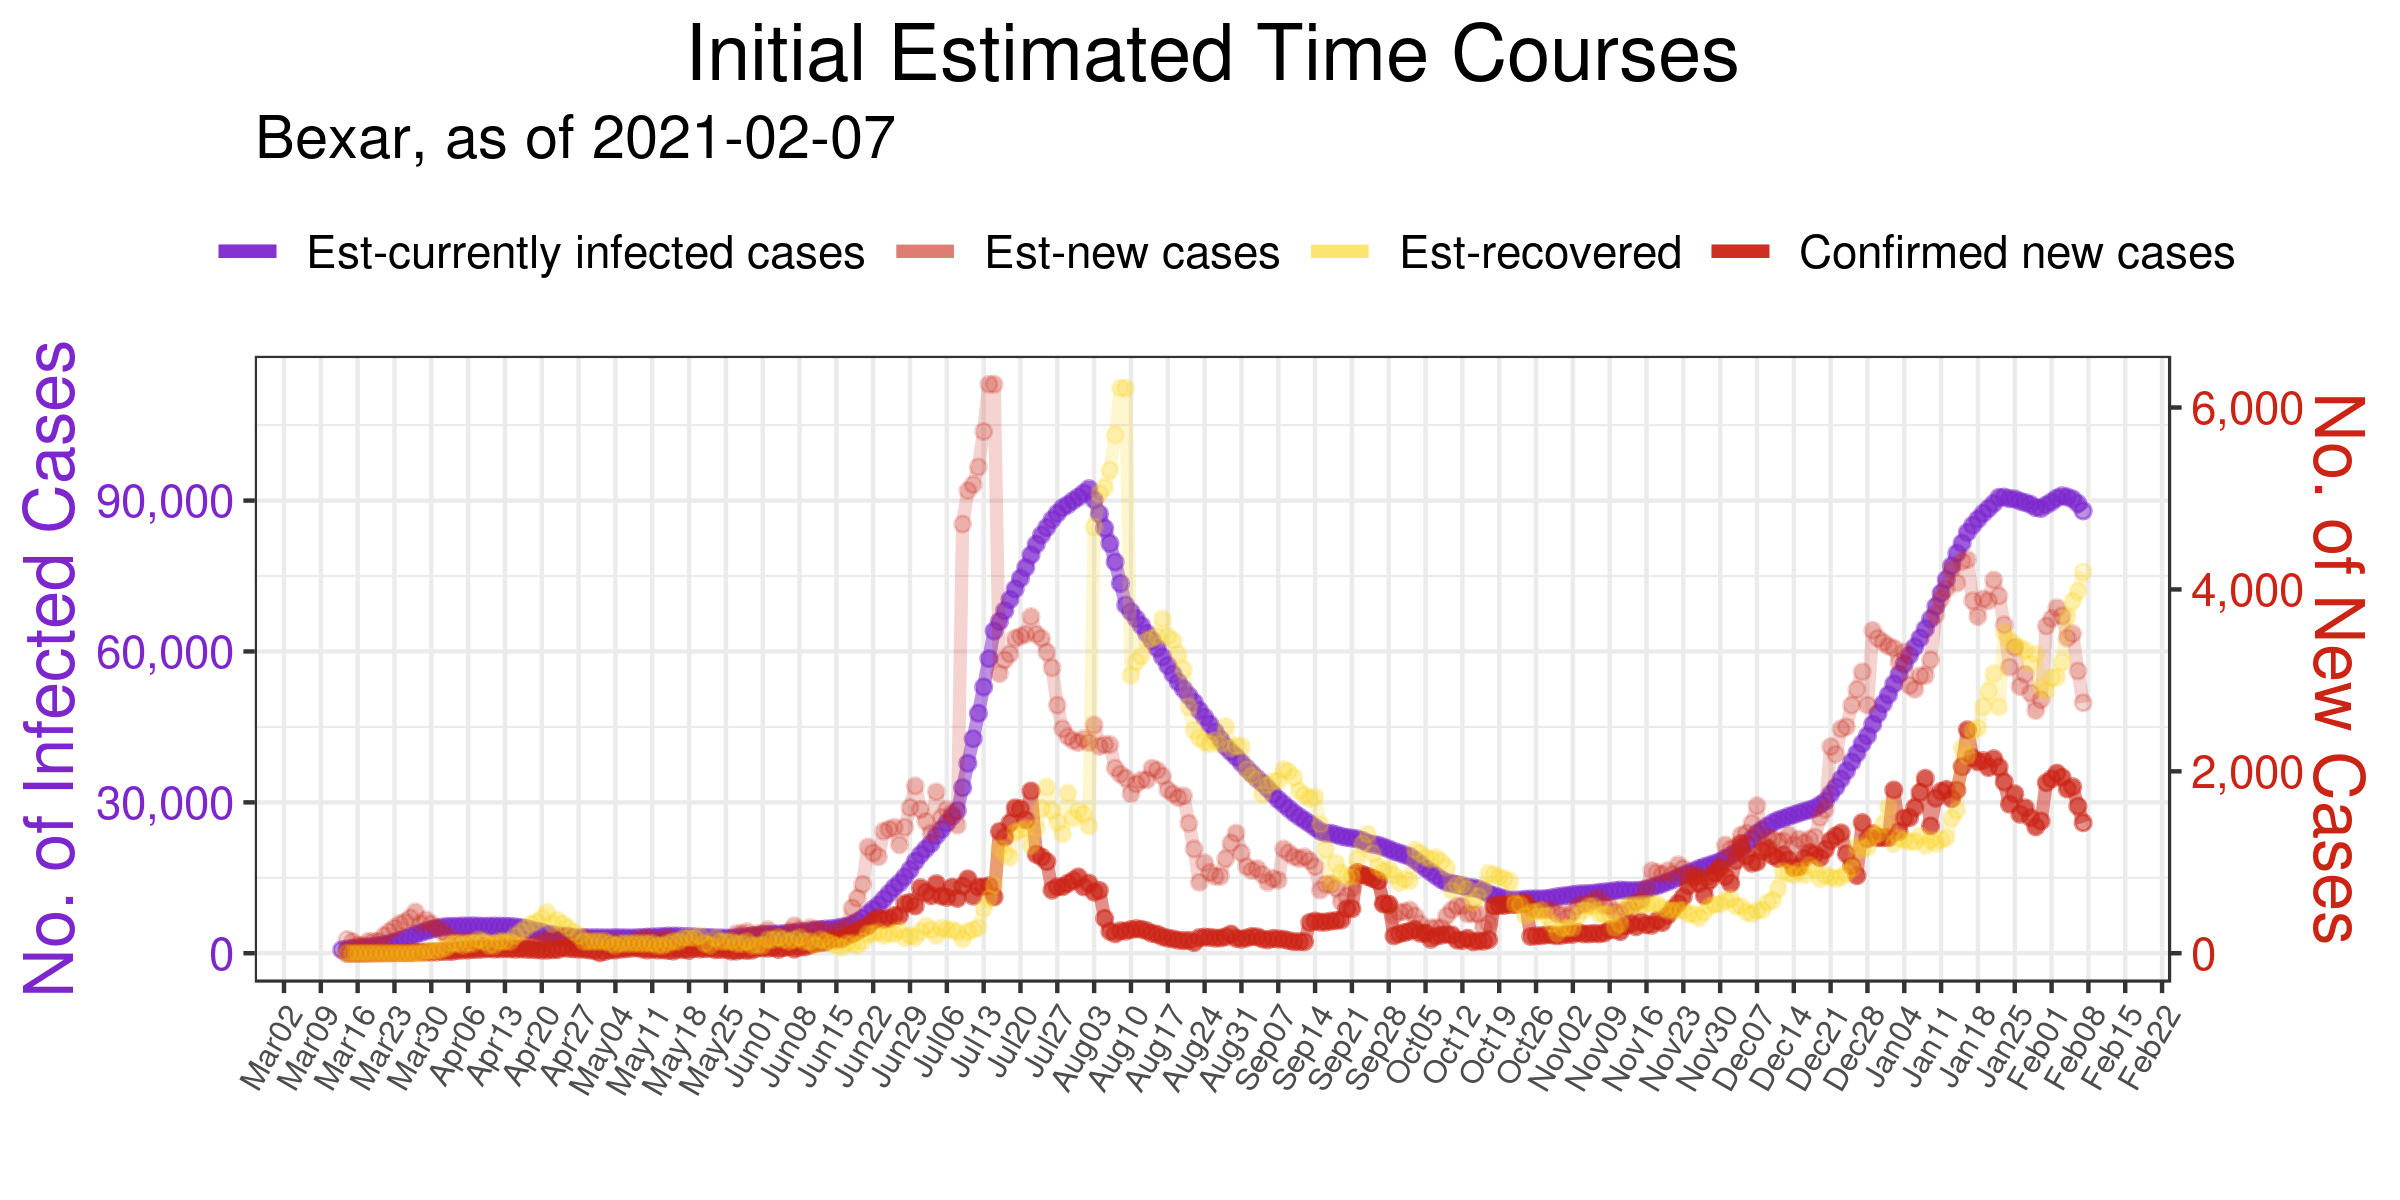 Initial Estimated Time Courses
Bexar, as of 2021-02-07
Est-currently infected cases
Est-new cases
Est-recovered
Confirmed new cases
No. of Infected Cases
90,000
60,000
30,000
0
6,000
4,000
2,000
0
No. of New Cases
Mar02
Mar09
Mar16
Mar23
Mar30
Apr06
Apr13
Apr20
Apr27
May04
May11
May18
May25
Jun01
Jun08
Jun15
Jun22
Jun29
Jul06
Jul13
Jul20
Jul27
Aug03
Aug10
Aug17
Aug24
Aug31
Sep07
Sep14
Sep21
Sep28
Oct05
Oct12
Oct19
Oct26
Nov02
Nov09
Nov16
Nov23
Nov30
Dec07
Dec14
Dec21
Dec28
Jan04
Jan11
Jan18
Jan25
Feb01
Feb08
Feb15
Feb22